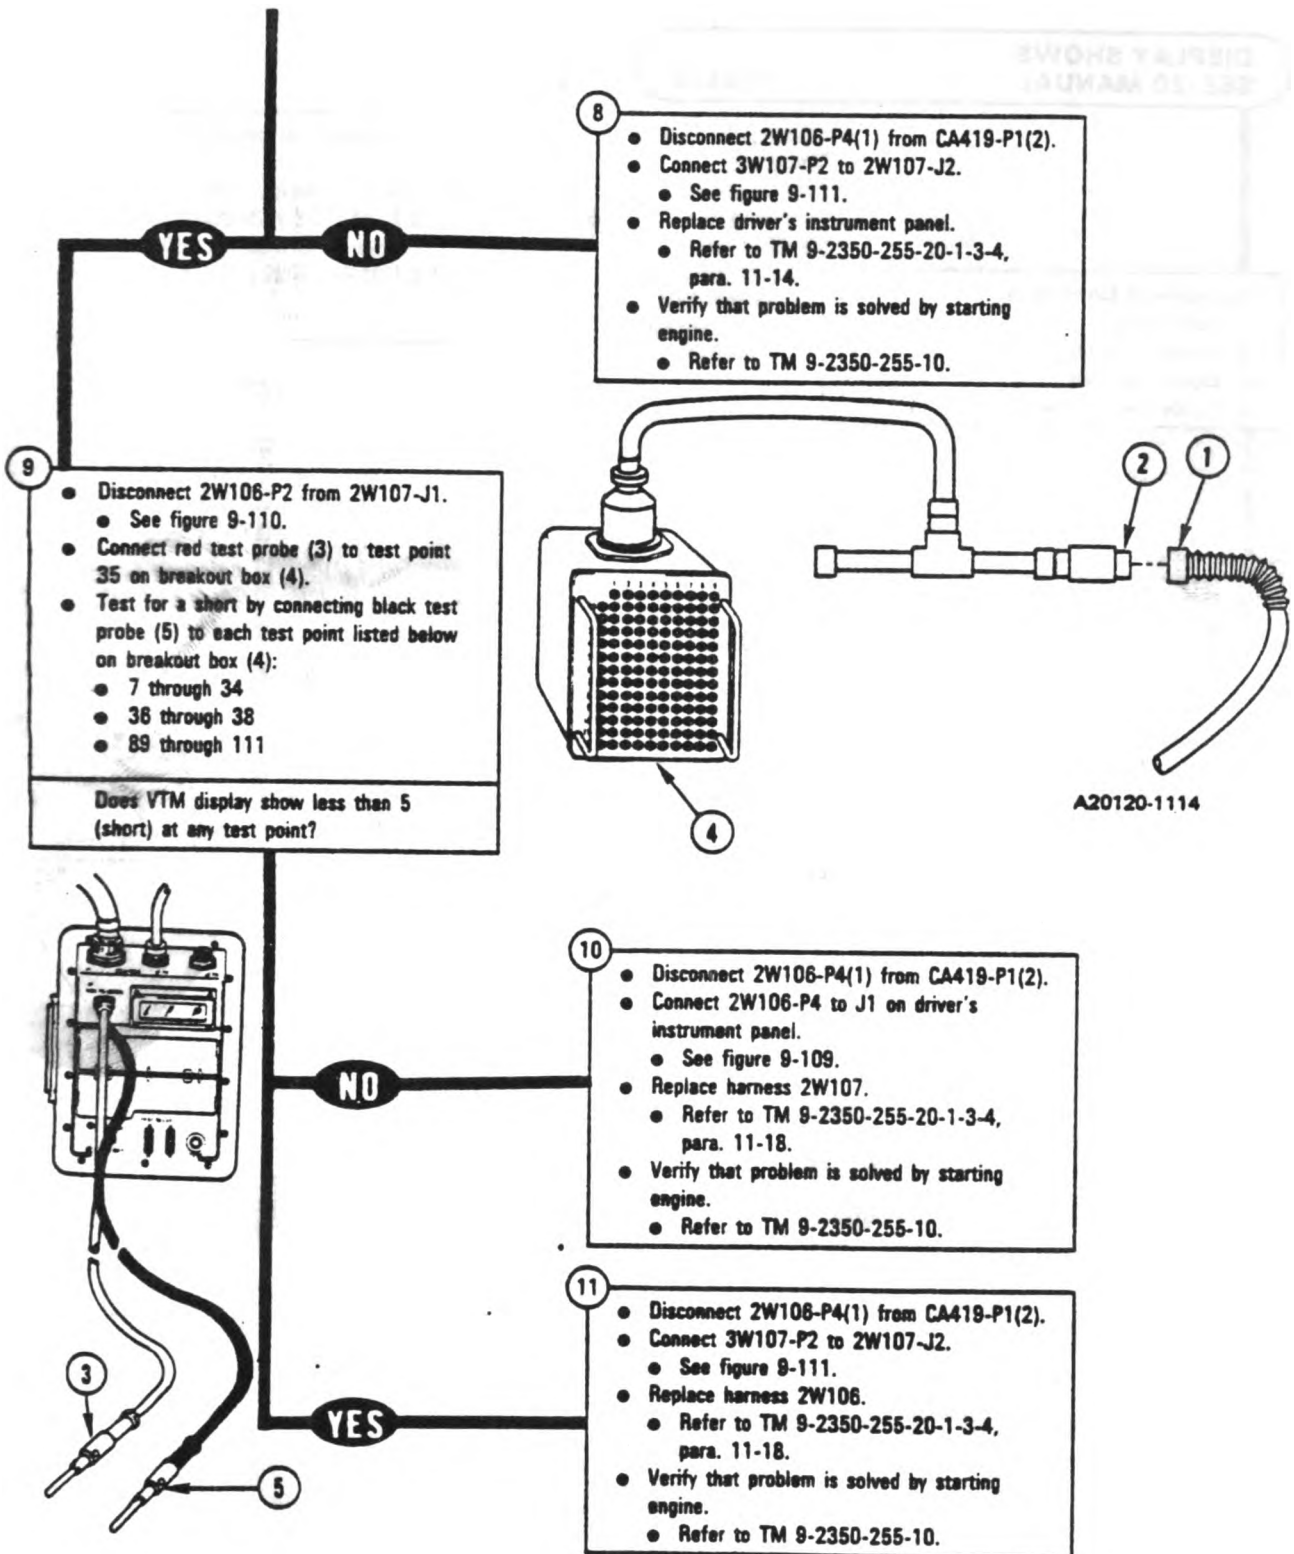 DISPLAY SHOWS
SEE -20 MANUAL
8
● Disconnect 2W106-P4(1) from CA419-P1(2).
● Connect 3W107-P2 to 2W107-J2.
● See figure 9-111.
● Replace driver's instrument panel.
● Refer to TM 9-2350-255-20-1-3-4,
para. 11-14.
● Verify that problem is solved by starting
engine.
● Refer to TM 9-2350-255-10.
YES
NO
9
● Disconnect 2W106-P2 from 2W107-J1.
● See figure 9-110.
● Connect red test probe (3) to test point
35 on breakout box (4).
● Test for a short by connecting black test
probe (5) to each test point listed below
on breakout box (4):
● 7 through 34
● 36 through 38
● 89 through 111
Does VTM display show less than 5
(short) at any test point?
2
1
4
A20120-1114
10
● Disconnect 2W106-P4(1) from CA419-P1(2).
● Connect 2W106-P4 to J1 on driver's
instrument panel.
● See figure 9-109.
● Replace harness 2W107.
● Refer to TM 9-2350-255-20-1-3-4,
para. 11-18.
● Verify that problem is solved by starting
engine.
● Refer to TM 9-2350-255-10.
NO
11
● Disconnect 2W106-P4(1) from CA419-P1(2).
● Connect 3W107-P2 to 2W107-J2.
● See figure 9-111.
● Replace harness 2W106.
● Refer to TM 9-2350-255-20-1-3-4,
para. 11-18.
● Verify that problem is solved by starting
engine.
● Refer to TM 9-2350-255-10.
YES
3
5